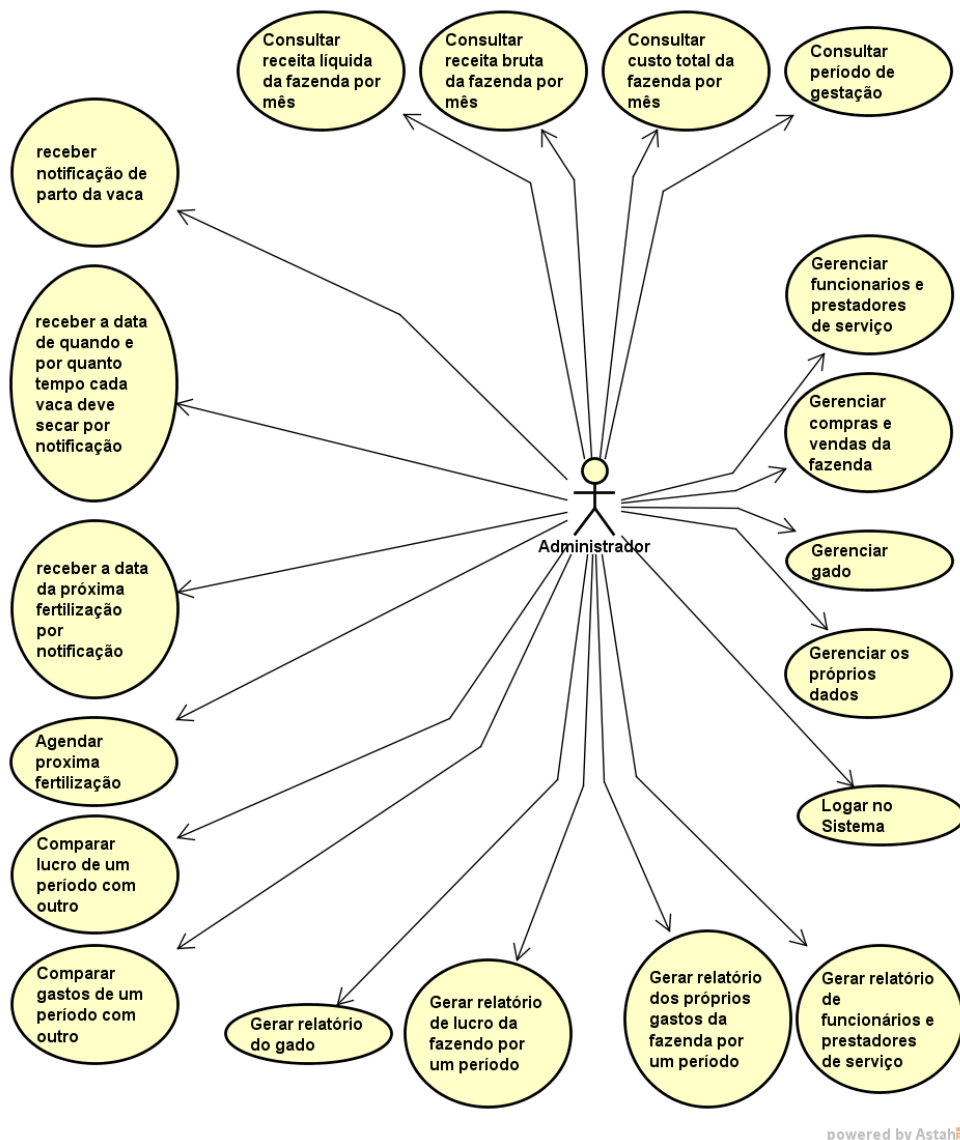 Consultar
receita líquida
da fazenda por
mês
Consultar
receita bruta
da fazenda por
mês
Consultar
custo total da
fazenda por
mês
Consultar
período de
gestação
receber
notificação de
parto da vaca
Gerenciar
funcionarios e
prestadores
de serviço
receber a data
de quando e
por quanto
tempo cada
vaca deve
secar por
notificação
Gerenciar
compras e
vendas da
fazenda
Administrador
Gerenciar
gado
receber a data
da próxima
fertilização
por
notificação
Gerenciar os
próprios
dados
Agendar
proxima
fertilização
Logar no
Sistema
Comparar
lucro de um
período com
outro
Comparar
gastos de um
período com
outro
Gerar relatório
do gado
Gerar relatório
de lucro da
fazendo por
um período
Gerar relatório
dos próprios
gastos da
fazenda por
um período
Gerar relatório
de
funcionários e
prestadores
de serviço
powered by Astah